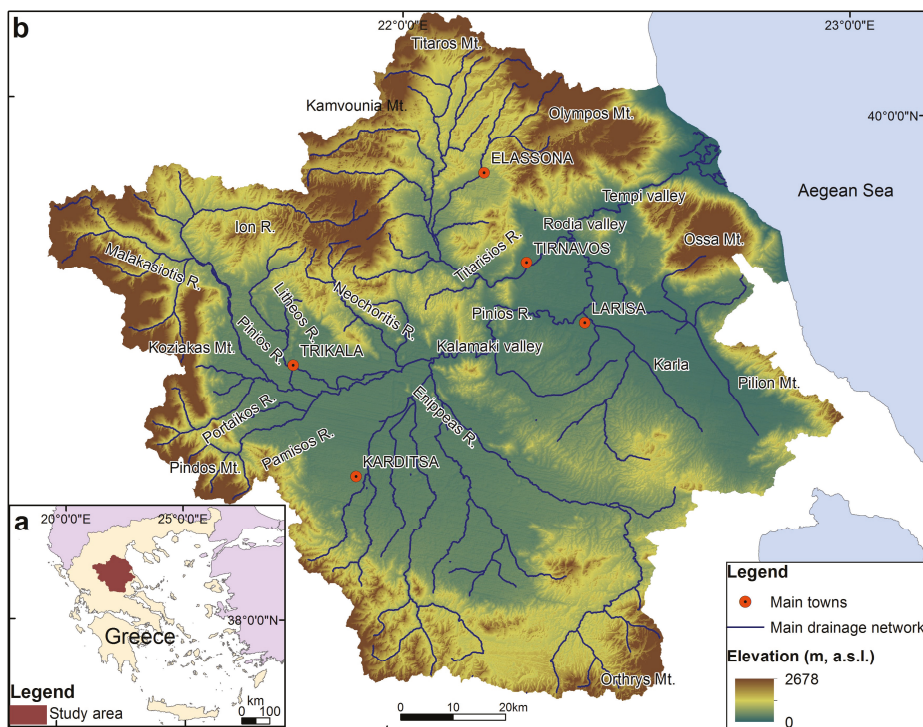 b
22°0'0"E
23°0'0"E
Titaros Mt.
Kamvounia Mt.
Olympos Mt.
40°0'0"N
ELASSONA
Aegean Sea
Tempi valley
Rodia valley
Ion R.
Titarisios R.
Ossa Mt.
TIRNAVOS
Malakasiotis R.
Litheos R.
Neochoritis R.
Pinios R.
LARISA
Pinios R.
Koziakas Mt.
TRIKALA
Kalamaki valley
Karla
Pilion Mt.
Portaikos R.
Enippeas R.
Pamisos R.
Pindos Mt.
KARDITSA
Orthrys Mt.
a
20°0'0"E
25°0'0"E
38°0'0"N
Greece
Legend
Study area
km
0 100
0 10 20km
Legend
Main towns
Main drainage network
Elevation (m, a.s.l.)
2678
0